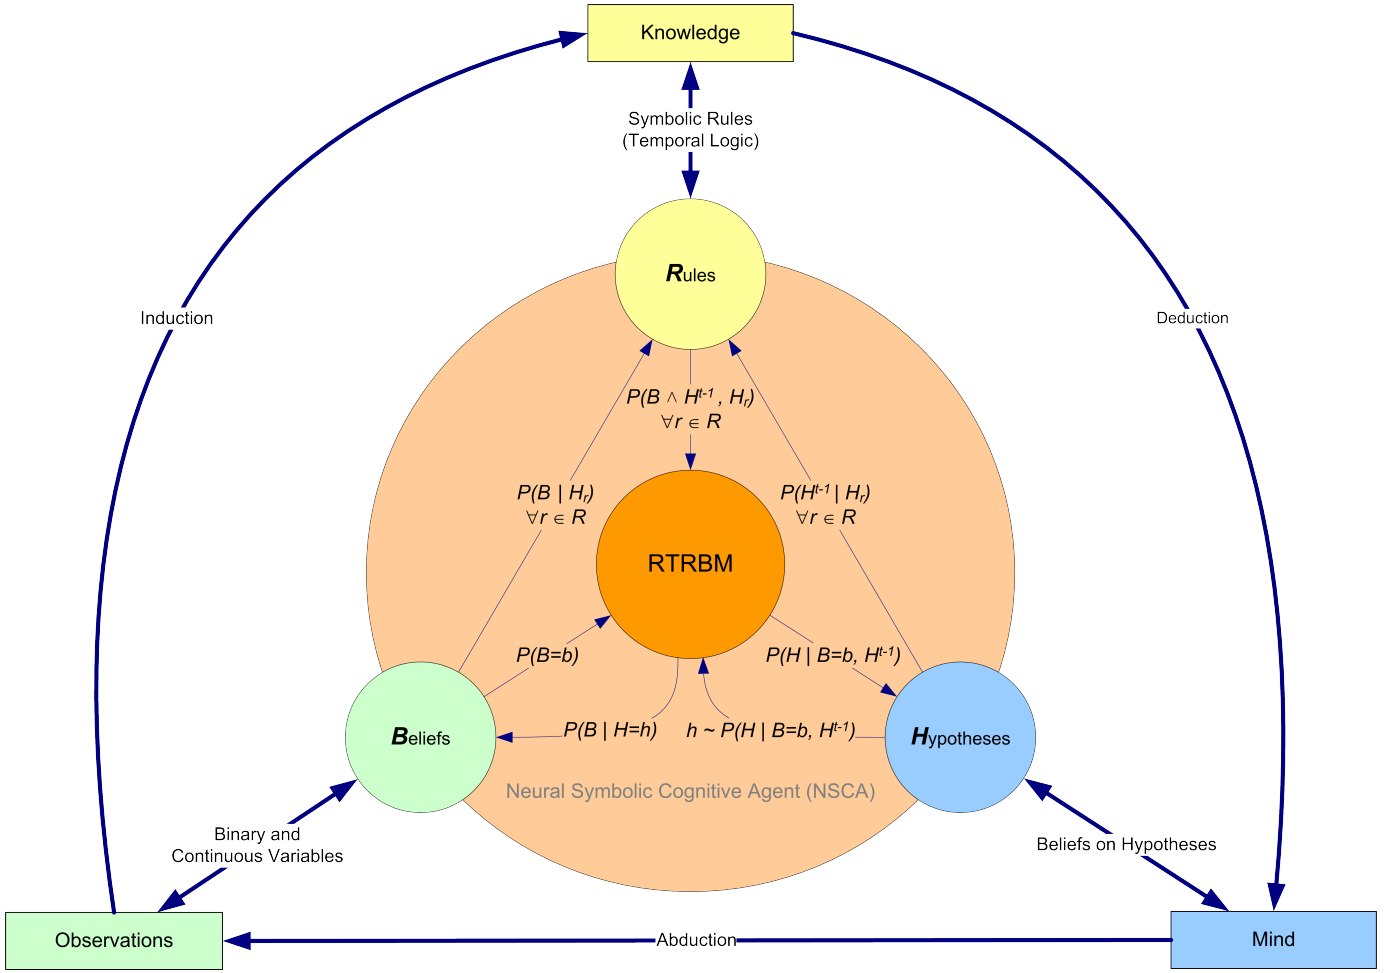 Knowledge
Symbolic Rules
(Temporal Logic)
Rules
Induction
Deduction
P(B ∧ Hᵗ⁻¹ , Hᵣ)
∀r ∈ R
P(B | Hᵣ)
∀r ∈ R
P(Hᵗ⁻¹ | Hᵣ)
∀r ∈ R
RTRBM
P(B=b)
P(H | B=b, Hᵗ⁻¹)
P(B | H=h)
h ~ P(H | B=b, Hᵗ⁻¹)
Beliefs
Hypotheses
Neural Symbolic Cognitive Agent (NSCA)
Binary and
Continuous Variables
Beliefs on Hypotheses
Observations
Abduction
Mind